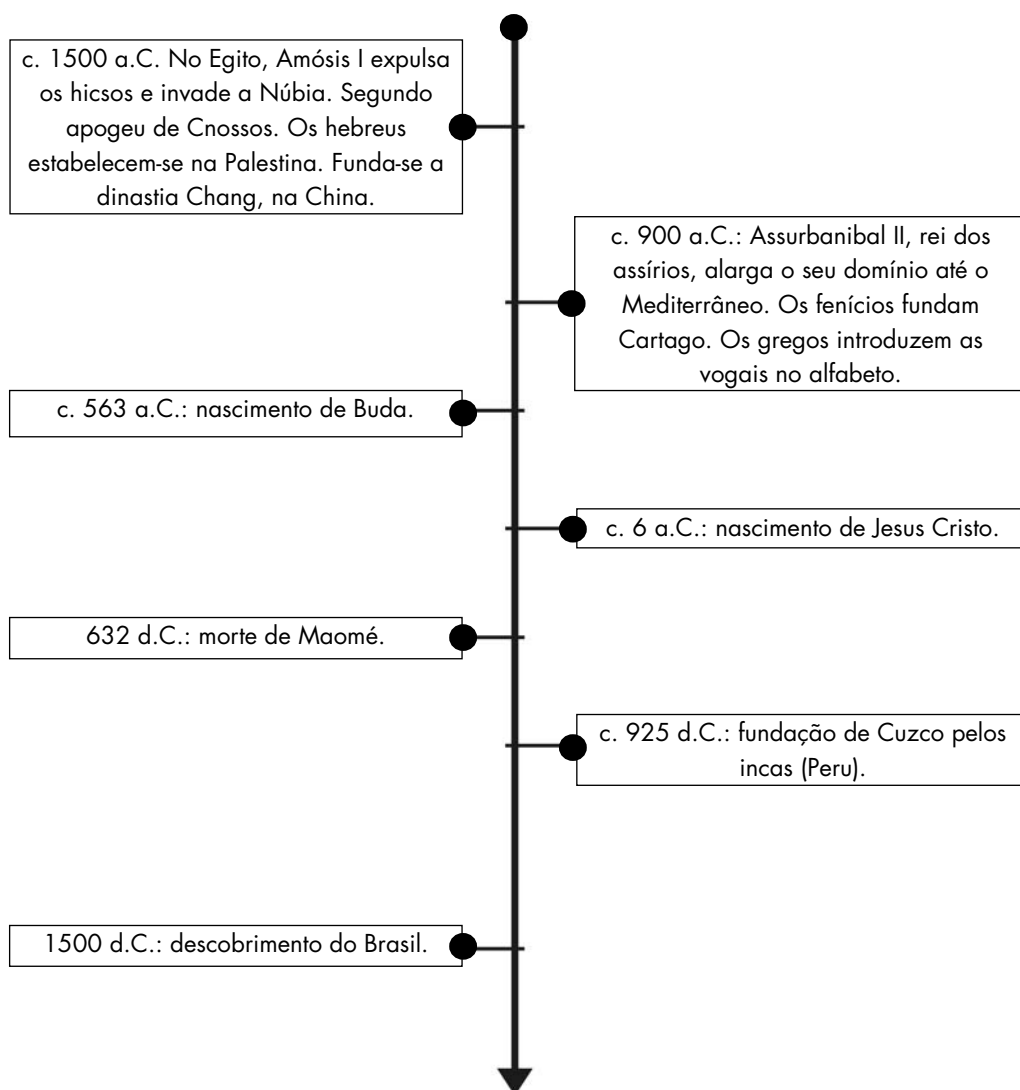 c. 1500 a.C. No Egito, Amósis I expulsa
os hicsos e invade a Núbia. Segundo
apogeu de Cnossos. Os hebreus
estabelecem-se na Palestina. Funda-se a
dinastia Chang, na China.
c. 900 a.C.: Assurbanibal II, rei dos
assírios, alarga o seu domínio até o
Mediterrâneo. Os fenícios fundam
Cartago. Os gregos introduzem as
vogais no alfabeto.
c. 563 a.C.: nascimento de Buda.
c. 6 a.C.: nascimento de Jesus Cristo.
632 d.C.: morte de Maomé.
c. 925 d.C.: fundação de Cuzco pelos
incas (Peru).
1500 d.C.: descobrimento do Brasil.